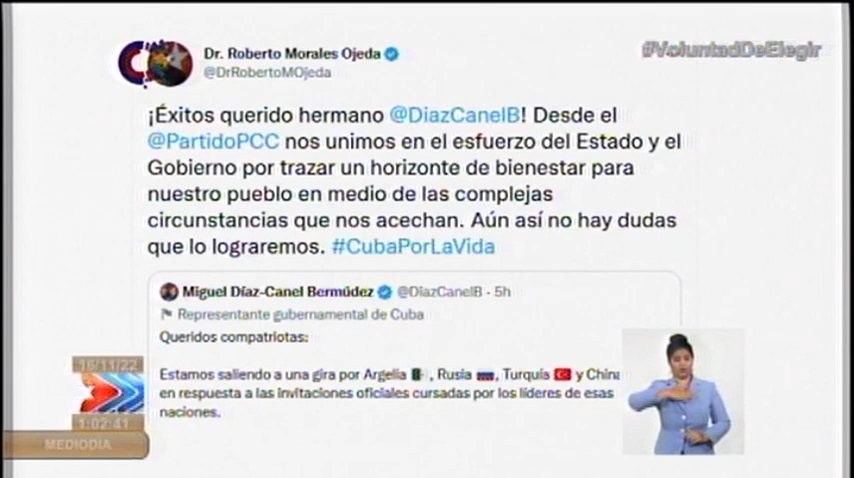 Dr. Roberto Morales Ojeda
@DrRobertoMOjeda
#VoluntadDeElegir
¡Éxitos querido hermano @DiazCanelB! Desde el
@PartidoPCC nos unimos en el esfuerzo del Estado y el
Gobierno por trazar un horizonte de bienestar para
nuestro pueblo en medio de las complejas
circunstancias que nos acechan. Aún así no hay dudas
que lo lograremos. #CubaPorLaVida
Miguel Díaz-Canel Bermúdez @DiazCanelB · 5h
Representante gubernamental de Cuba
Queridos compatriotas:
Estamos saliendo a una gira por Argelia , Rusia , Turquía y China
en respuesta a las invitaciones oficiales cursadas por los líderes de esas
naciones.
16/11/22
1:02:41
MEDIODIA